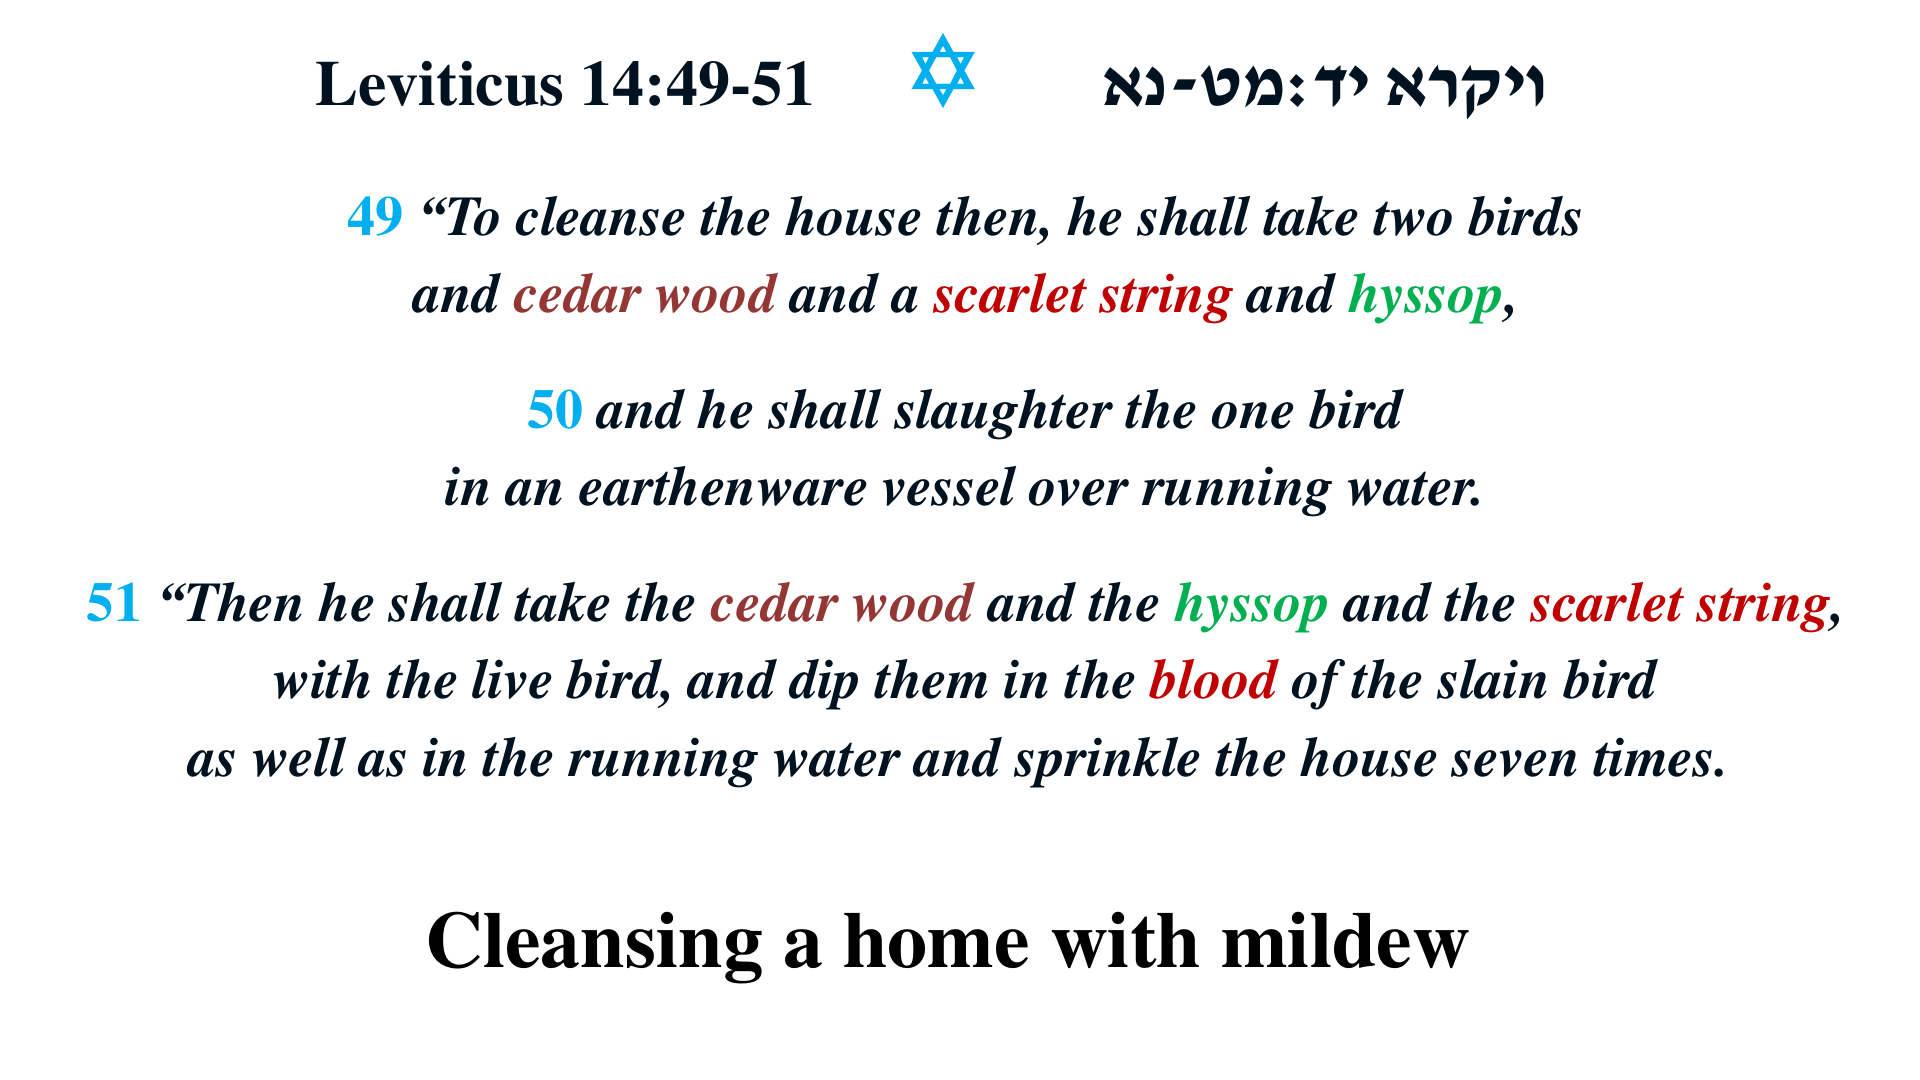 Leviticus 14:49-51 ✡ ויקרא יד:מט-נא
49 “To cleanse the house then, he shall take two birds
and cedar wood and a scarlet string and hyssop,
50 and he shall slaughter the one bird
in an earthenware vessel over running water.
51 “Then he shall take the cedar wood and the hyssop and the scarlet string,
with the live bird, and dip them in the blood of the slain bird
as well as in the running water and sprinkle the house seven times.
Cleansing a home with mildew